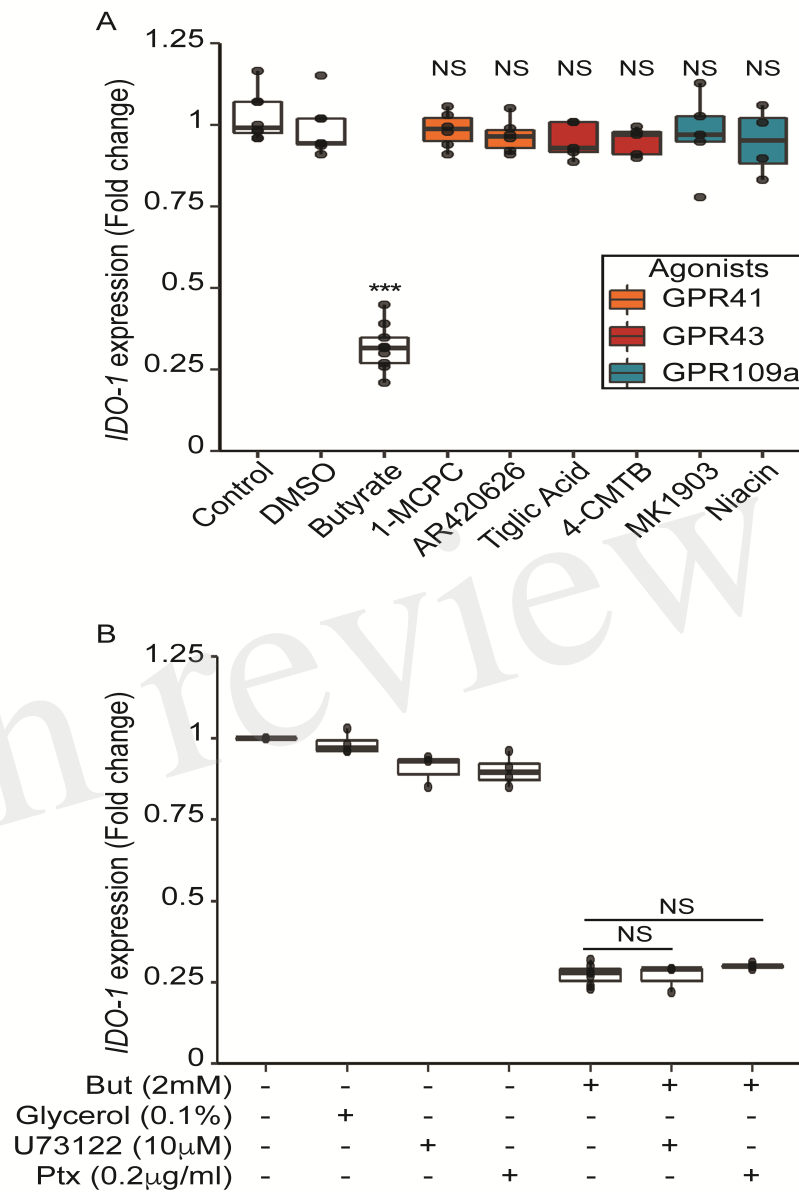 A
1.25
1
0.75
0.5
0.25
0
IDO-1 expression (Fold change)
NS NS NS NS NS NS
***
Agonists
GPR41
GPR43
GPR109a
Control
DMSO
Butyrate
1-MCPC
AR420626
Tiglic Acid
4-CMTB
MK1903
Niacin
n review
B
1.25
1
0.75
0.5
0.25
0
IDO-1 expression (Fold change)
NS
NS
But (2mM) - - - - + + +
Glycerol (0.1%) - + - - - - -
U73122 (10μM) - - + - - + -
Ptx (0.2μg/ml) - - - + - - +